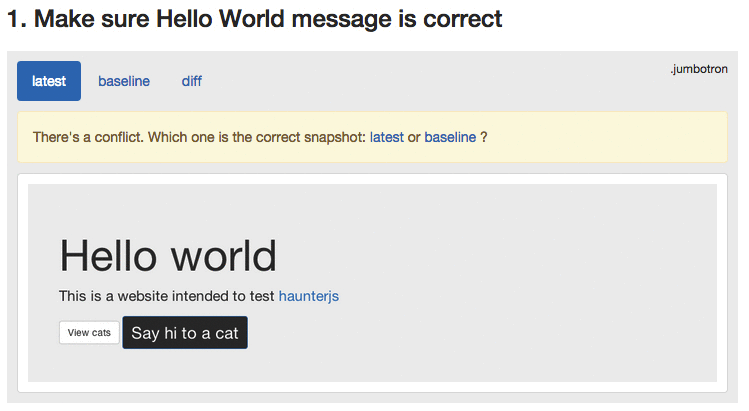 1. Make sure Hello World message is correct
latest baseline diff .jumbotron
There's a conflict. Which one is the correct snapshot: latest or baseline ?
Hello world
This is a website intended to test haunterjs
View cats Say hi to a cat